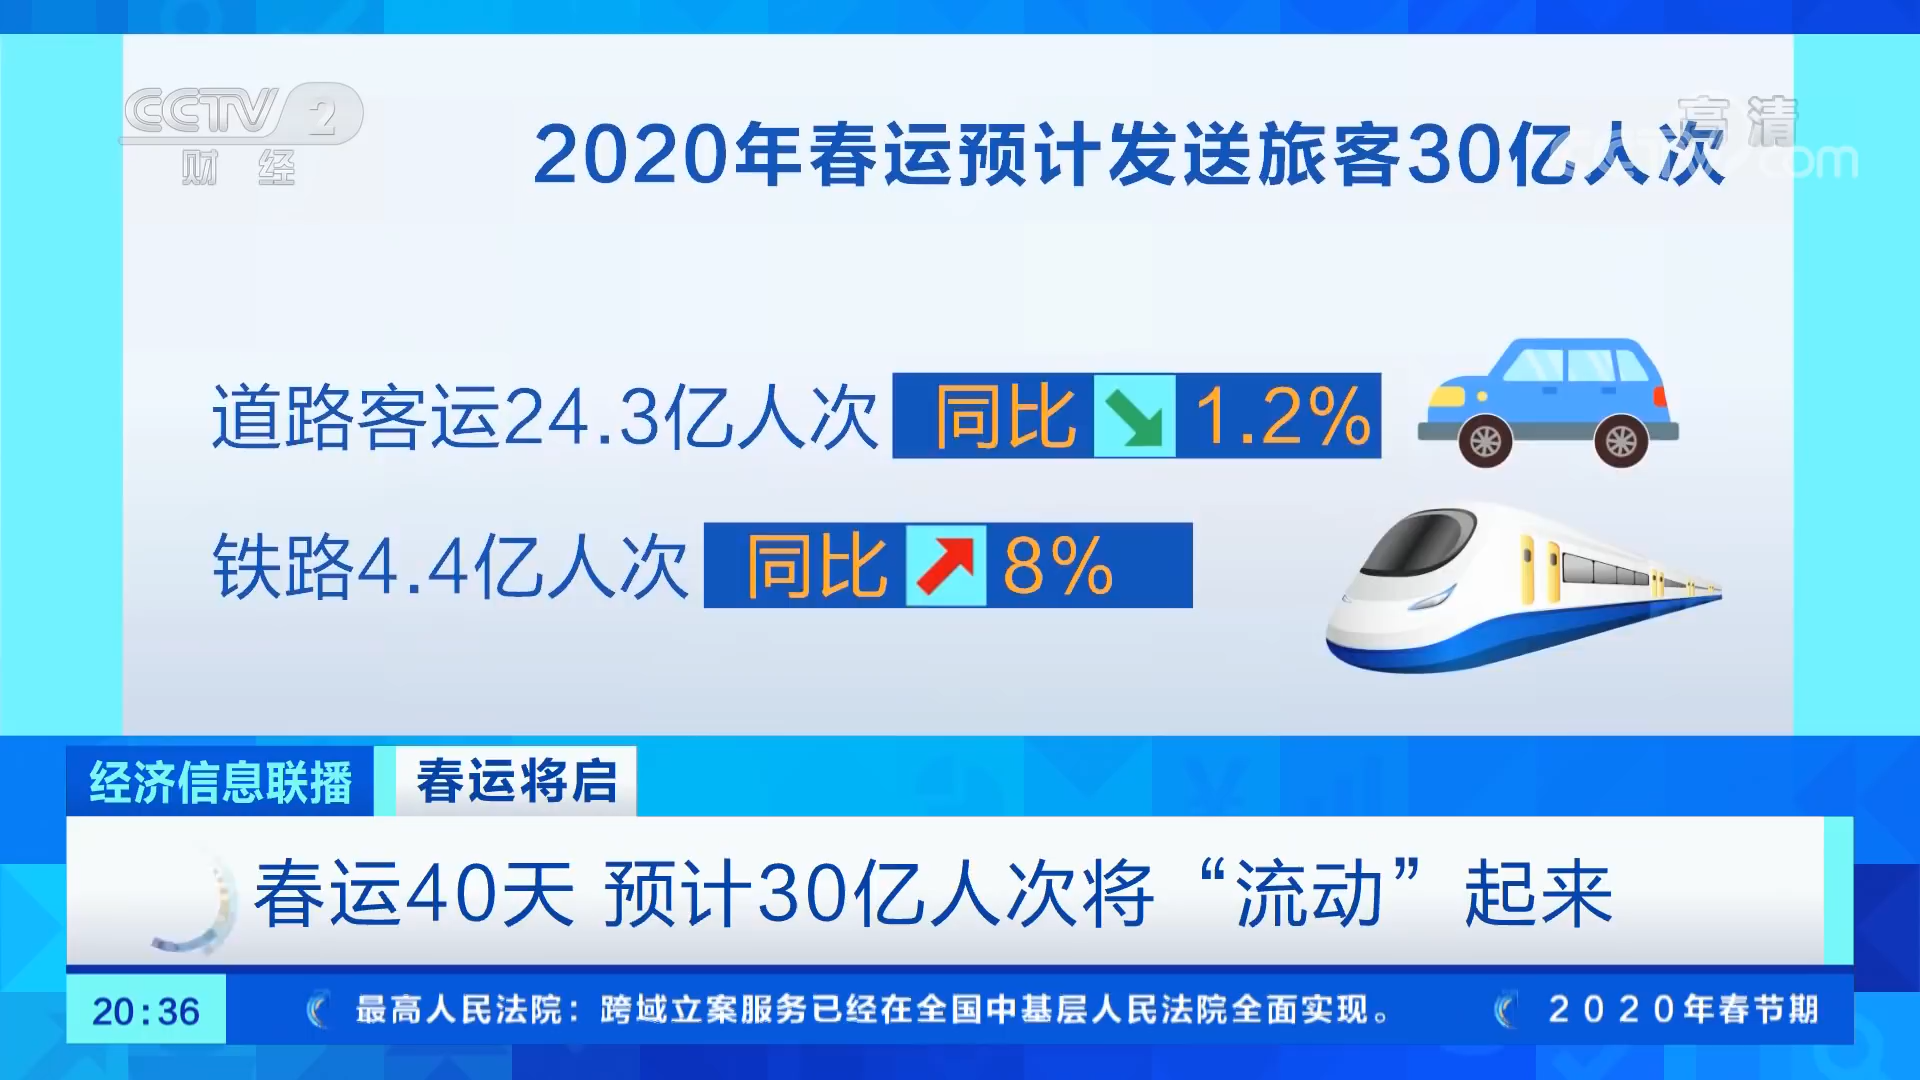 CCTV 2
财 经
高清
CCTV.com
2020年春运预计发送旅客30亿人次
道路客运24.3亿人次 同比 1.2%
铁路4.4亿人次 同比 8%
经济信息联播 春运将启
春运40天 预计30亿人次将“流动”起来
20:36 最高人民法院：跨域立案服务已经在全国中基层人民法院全面实现。 2020年春节期